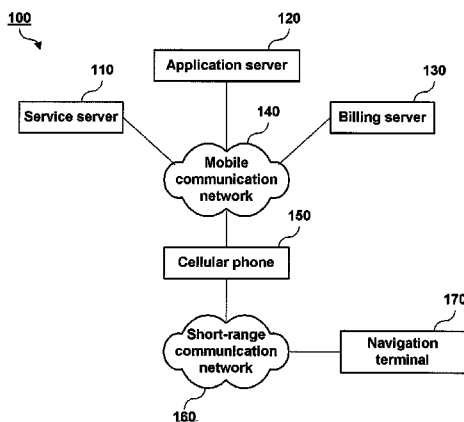 100
120
Application server
110
Service server
130
Billing server
140
Mobile
communication
network
150
Cellular phone
Short-range
communication
network
160
170
Navigation
terminal